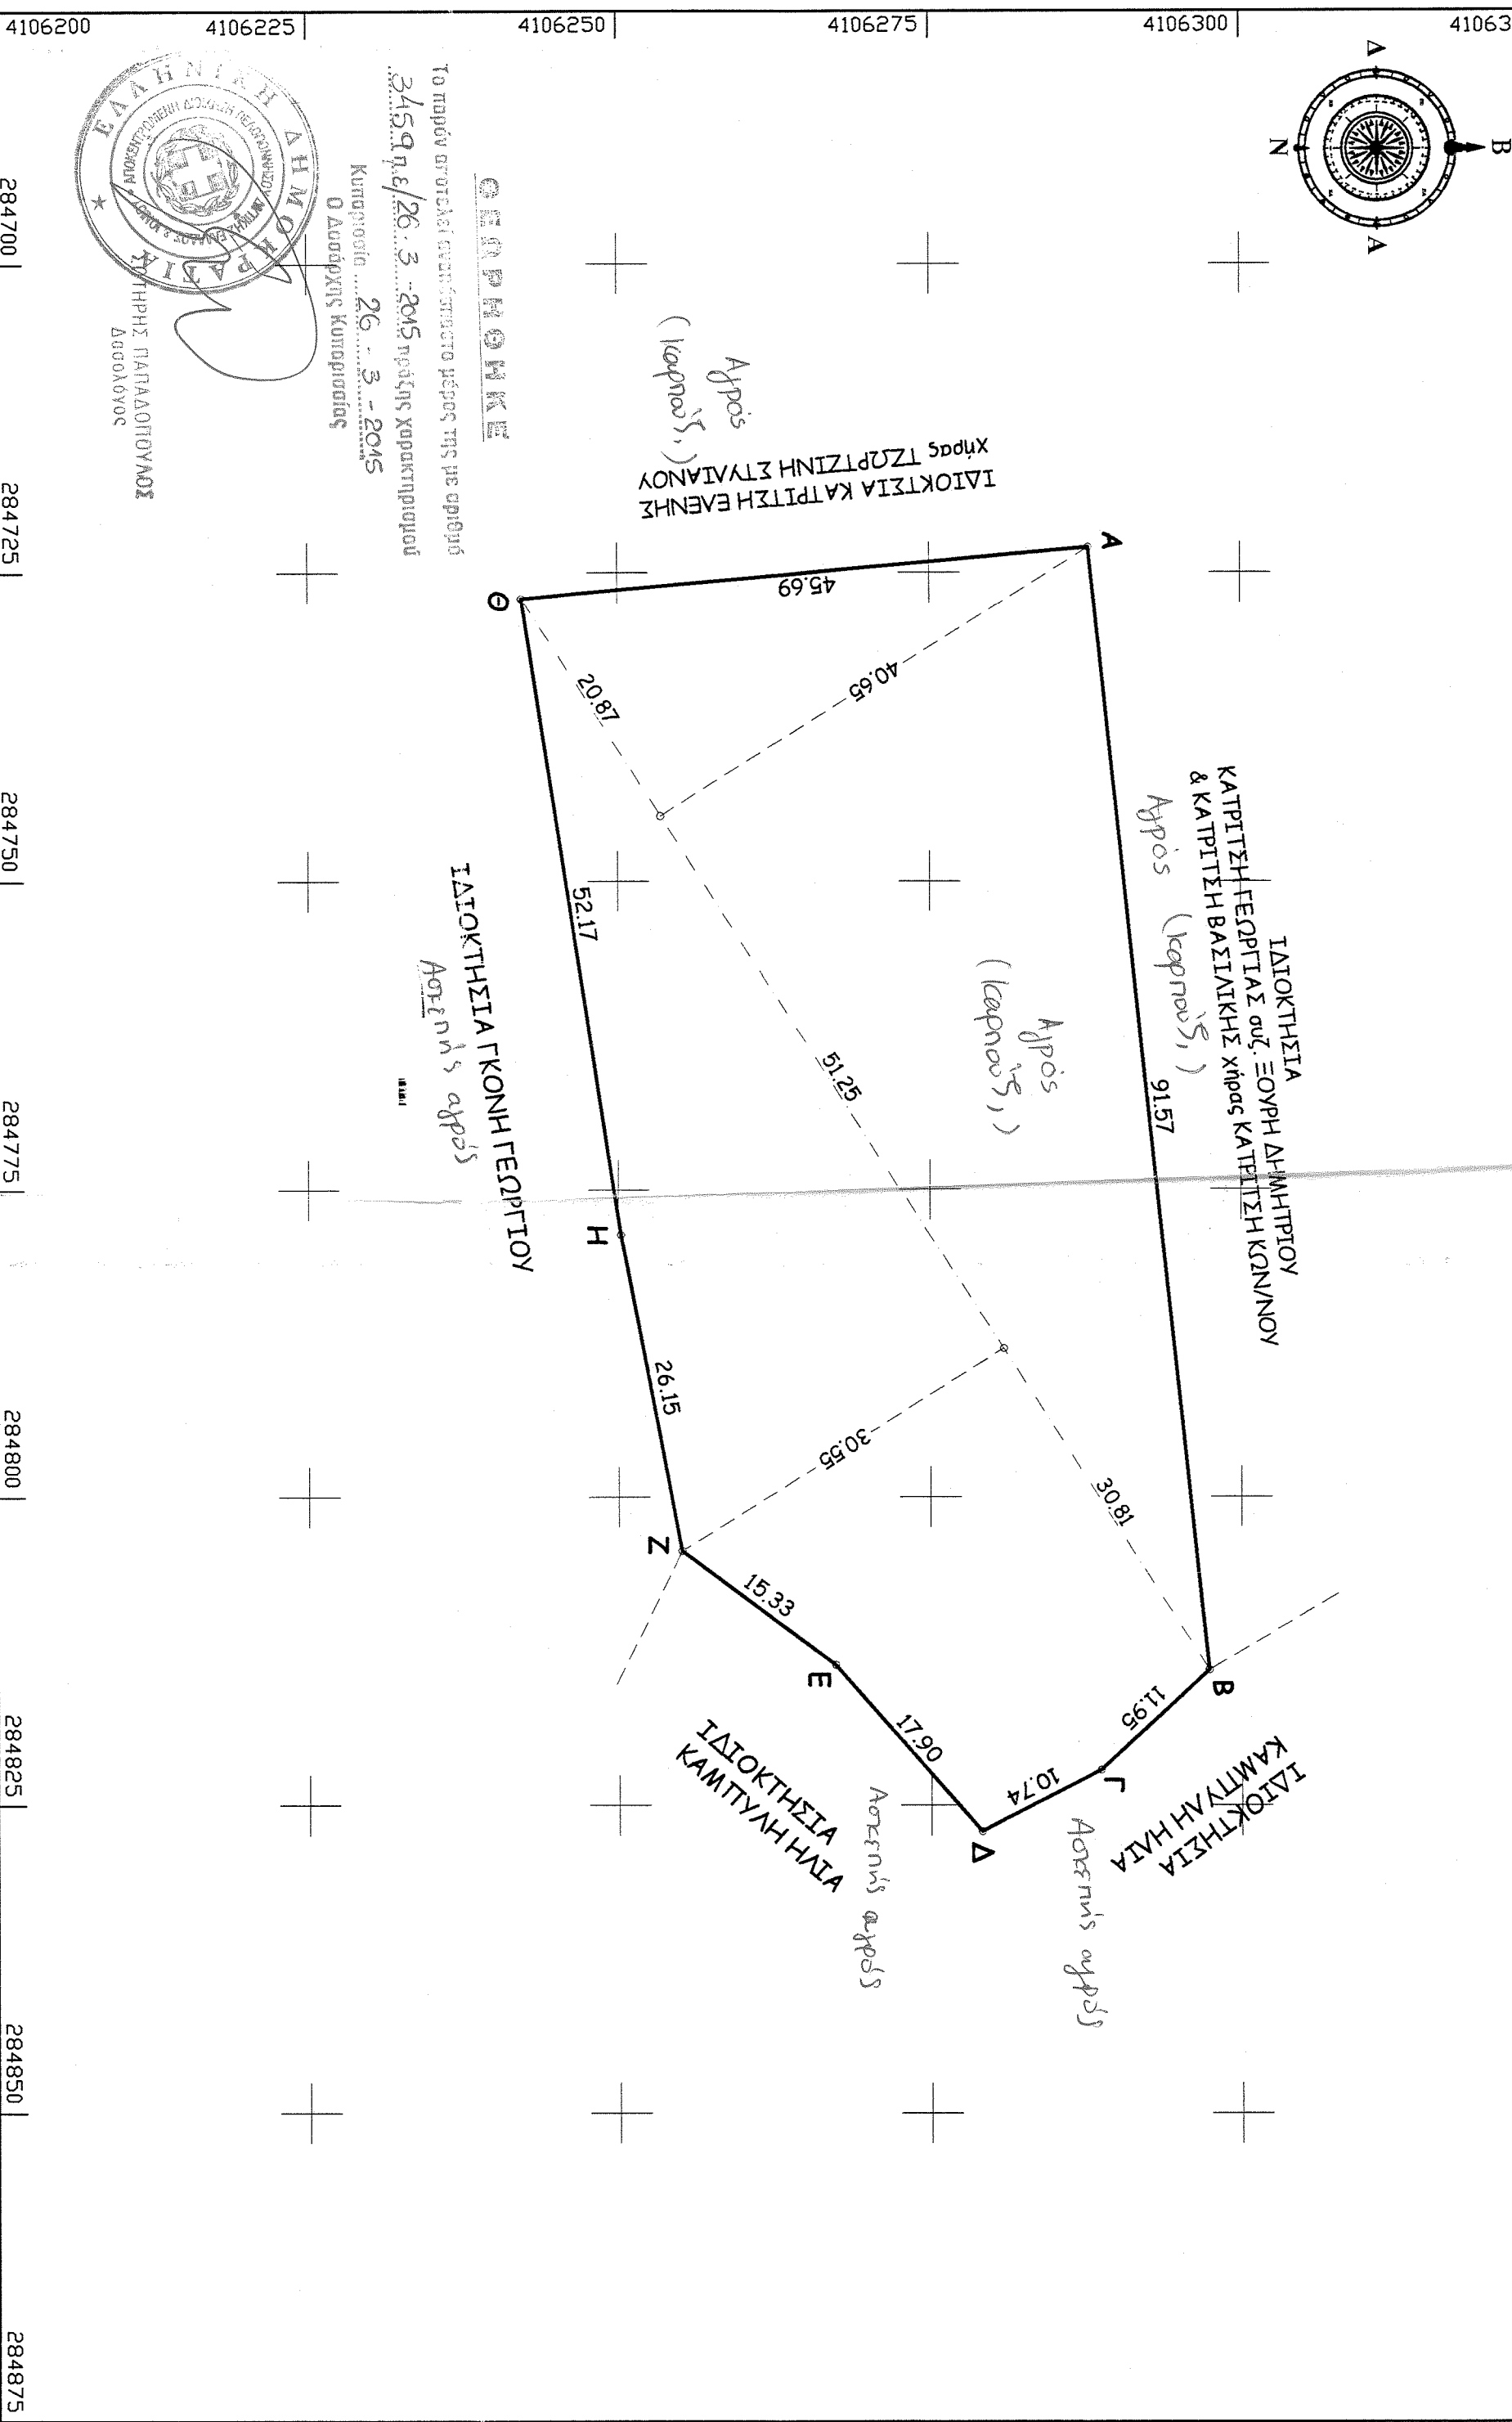 4106200
4106225
4106250
4106275
4106300
41063
284700
284725
284750
284775
284800
284825
284850
284875
Β
Δ
Α
Ν
ΕΛΛΗΝΙΚΗ ΔΗΜΟΚΡΑΤΙΑ
ΘΕΩΡΗΘΗΚΕ
Το παρόν αποτελεί αναπόσπαστο μέρος της με αριθμό
3459 π.ε/26-3-2015 πράξης χαρακτηρισμού
Κυπαρισσία 26-3-2015
Ο Δασάρχης Κυπαρισσίας
ΠΑΠΑΔΟΠΟΥΛΟΣ
Δασολόγος
Αγρός
(
ΙΔΙΟΚΤΣΙΑ ΚΑΤΡΙΤΣΗ ΕΛΕΝΗΣ
χήρας ΤΖΩΡΤΖΙΝΗ ΣΤΥΛΙΑΝΟΥ
ΙΔΙΟΚΤΗΣΙΑ
ΚΑΤΡΙΤΣΗ ΓΕΩΡΓΙΑΣ συζ. ΞΟΥΡΗ ΔΗΜΗΤΡΙΟΥ
& ΚΑΤΡΙΤΣΗ ΒΑΣΙΛΙΚΗΣ χήρας ΚΑΤΡΙΤΣΗ ΚΩΝ/ΝΟΥ
Αγρός
Αγρός
ΙΔΙΟΚΤΗΣΙΑ ΓΚΟΝΗ ΓΕΩΡΓΙΟΥ
Ασκεπής αγρός
ΙΔΙΟΚΤΗΣΙΑ
ΚΑΜΠΥΛΗ ΗΛΙΑ
Ασκεπής αγρός
ΙΔΙΟΚΤΗΣΙΑ
ΚΑΜΠΥΛΗ ΗΛΙΑ
Ασκεπής αγρός
Α
Β
Γ
Δ
Ε
Ζ
Η
Θ
91.57
11.95
10.74
17.90
15.33
26.15
52.17
45.69
40.65
20.87
51.25
30.81
30.55